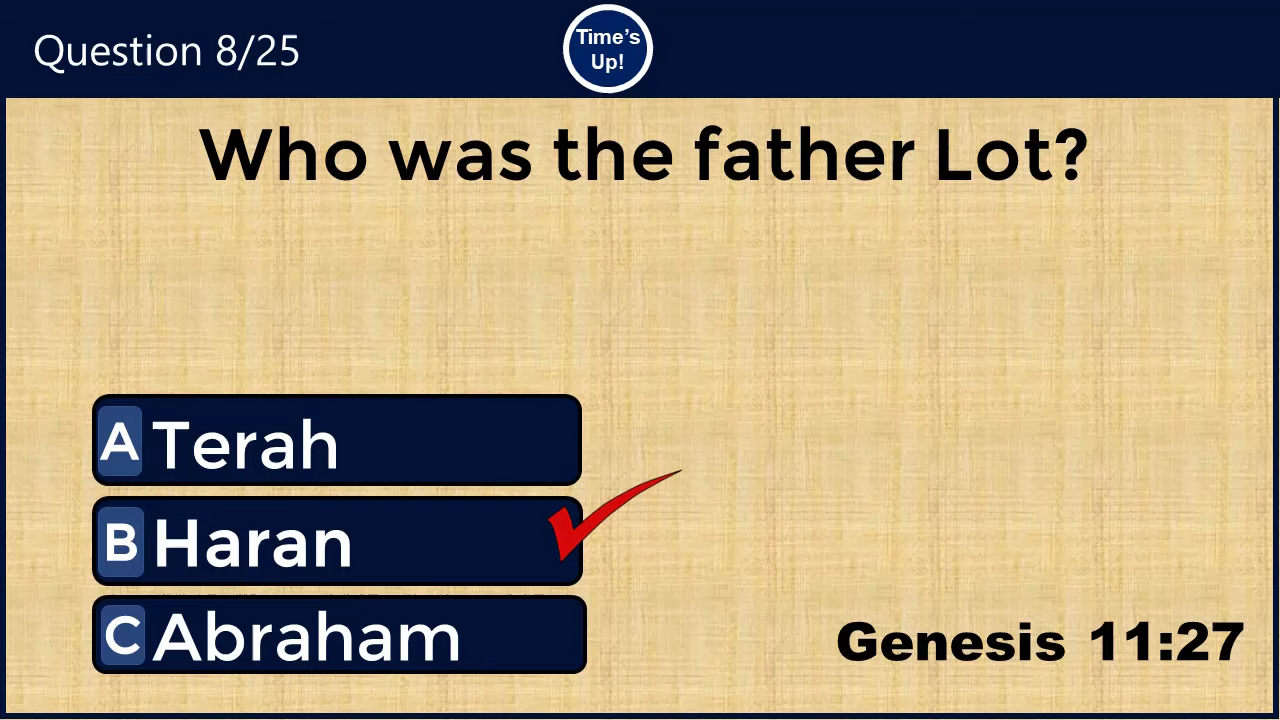 Question 8/25
Time's
Up!
Who was the father Lot?
A Terah
B Haran
C Abraham
Genesis 11:27